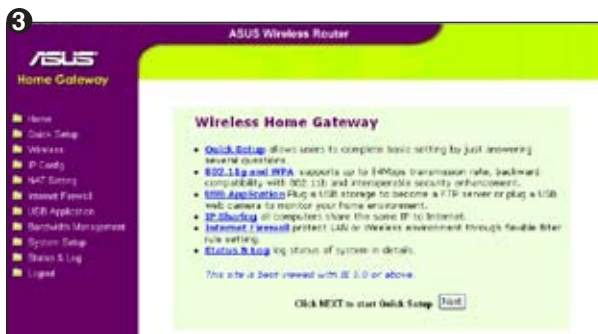 3
ASUS Wireless Router
ASUS
Home Gateway
Home
Quick Setup
Wireless
IP Config
NAT Setting
Internet Firewall
USB Application
Bandwidth Management
System Setup
Status & Log
Logout
Wireless Home Gateway
Quick Setup allows users to complete basic setting by just answering
several questions.
802.11g and WPA supports up to 54Mbps transmission rate, backward
compatibility with 802.11b and interoperable security enhancement.
USB Application Plug a USB storage to become a FTP server or plug a USB
web camera to monitor your home environment.
IP Sharing all computers share the same IP to Internet.
Internet Firewall protect LAN or Wireless environment through flexible filter
rule setting.
Status & Log log status of system in details.
This site is best viewed with IE 5.0 or above.
Click NEXT to start Quick Setup Next